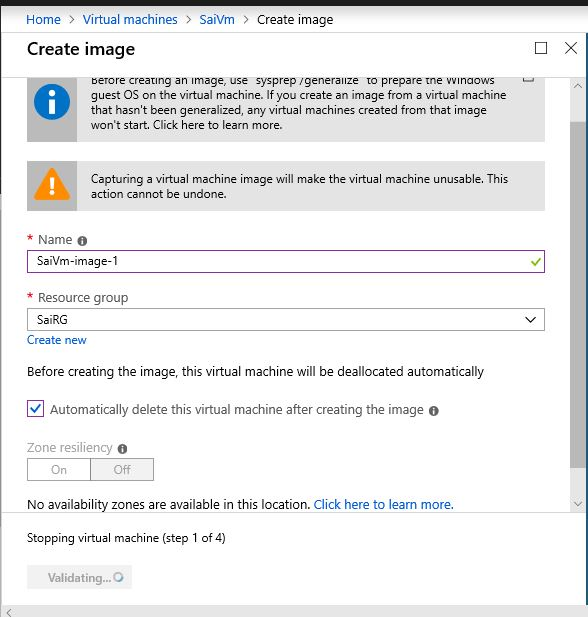 Home > Virtual machines > SaiVm > Create image
Create image
Before creating an image, use "sysprep /generalize" to prepare the Windows
guest OS on the virtual machine. If you create an image from a virtual machine
that hasn't been generalized, any virtual machines created from that image
won't start. Click here to learn more.
Capturing a virtual machine image will make the virtual machine unusable. This
action cannot be undone.
* Name
SaiVm-image-1
* Resource group
SaiRG
Create new
Before creating the image, this virtual machine will be deallocated automatically
Automatically delete this virtual machine after creating the image
Zone resiliency
On Off
No availability zones are available in this location. Click here to learn more.
Stopping virtual machine (step 1 of 4)
Validating...